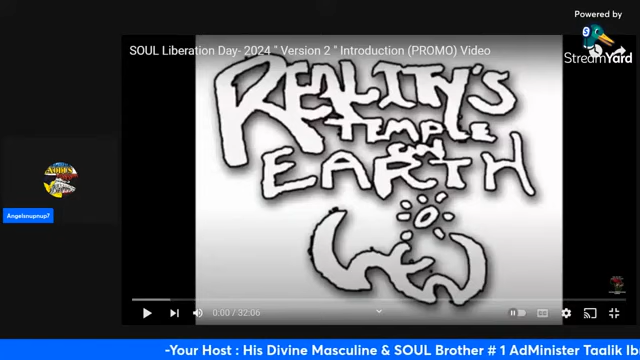 Powered by
StreamYard
SOUL Liberation Day- 2024 " Version 2 " Introduction (PROMO) Video
REALITY'S
TEMPLE
ON
EARTH
Angelsnupnup7
0:00 / 32:06
-Your Host : His Divine Masculine & SOUL Brother # 1 AdMinister Taalik Ib